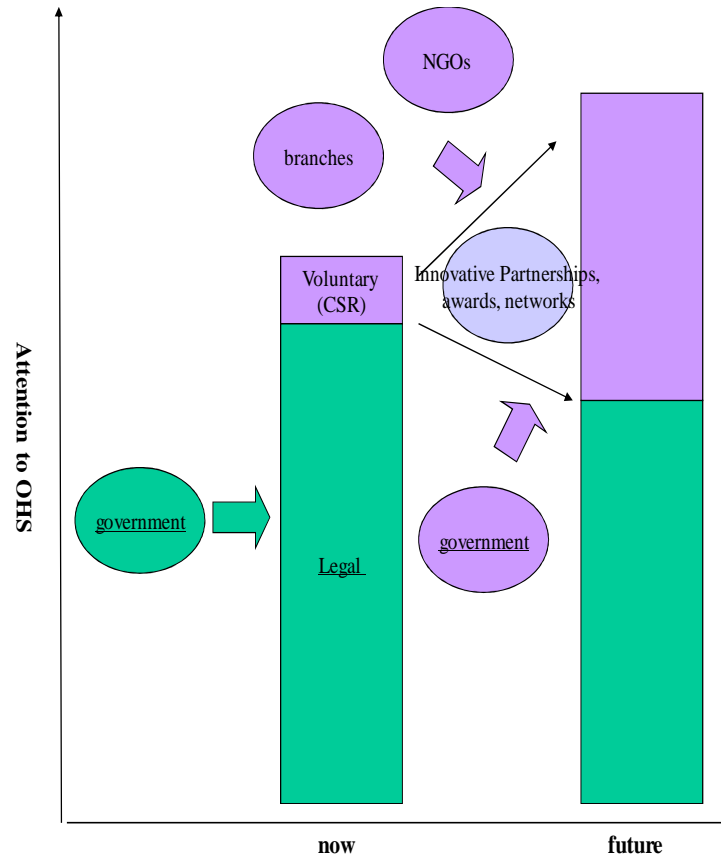 NGOs
branches
Voluntary
(CSR)
Innovative Partnerships,
awards, networks
Attention to OHS
government
government
Legal
now
future